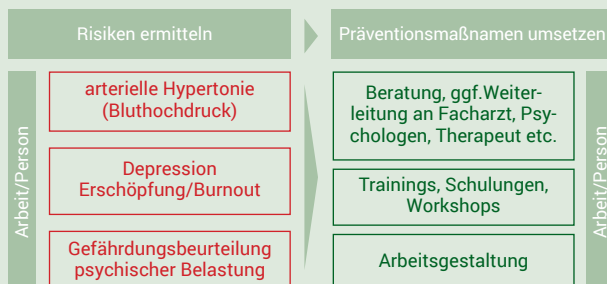 Risiken ermitteln
Präventionsmaßnamen umsetzen
Arbeit/Person
arterielle Hypertonie
(Bluthochdruck)
Depression
Erschöpfung/Burnout
Gefährdungsbeurteilung
psychischer Belastung
Beratung, ggf.Weiter-
leitung an Facharzt, Psy-
chologen, Therapeut etc.
Trainings, Schulungen,
Workshops
Arbeitsgestaltung
Arbeit/Person